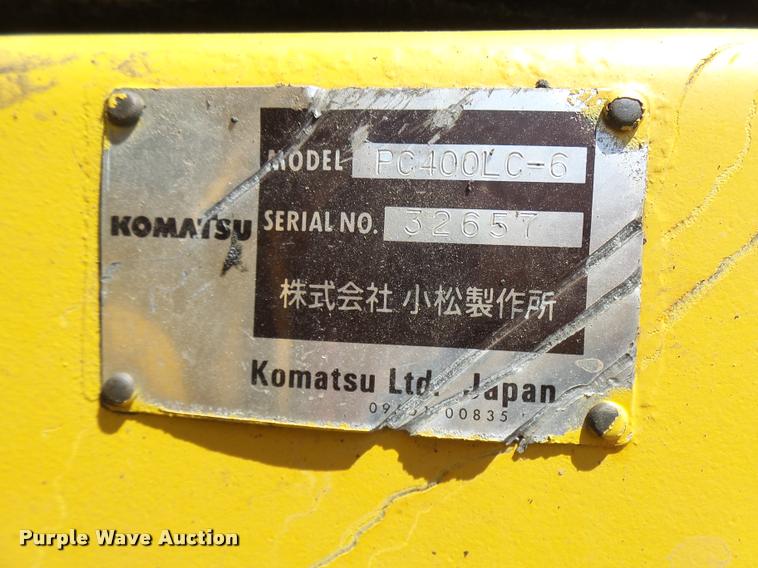 KOMATSU
MODEL PC400LC-6
SERIAL NO. 32657
株式会社 小松製作所
Komatsu Ltd. Japan
00835
Purple Wave Auction